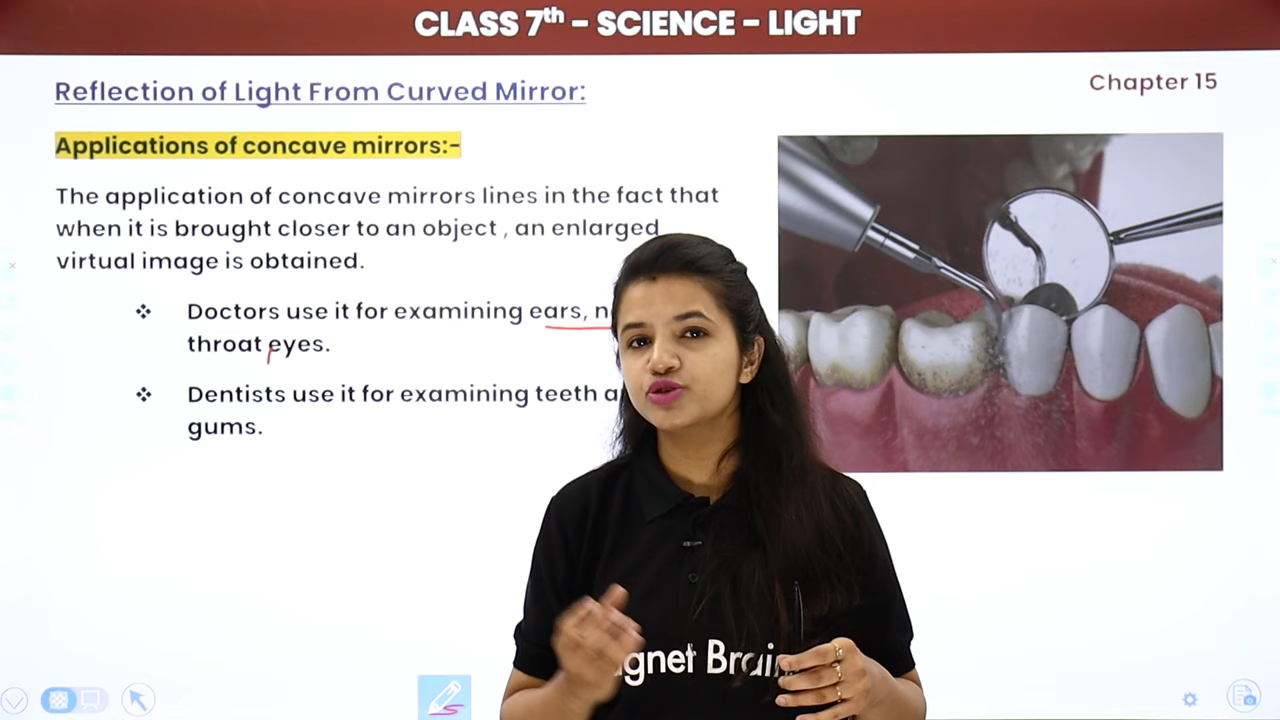 CLASS 7th - SCIENCE - LIGHT
Reflection of Light From Curved Mirror:
Chapter 15
Applications of concave mirrors:-
The application of concave mirrors lines in the fact that
when it is brought closer to an object , an enlarged
virtual image is obtained.
❖ Doctors use it for examining ears,
throat eyes.
❖ Dentists use it for examining teeth
gums.